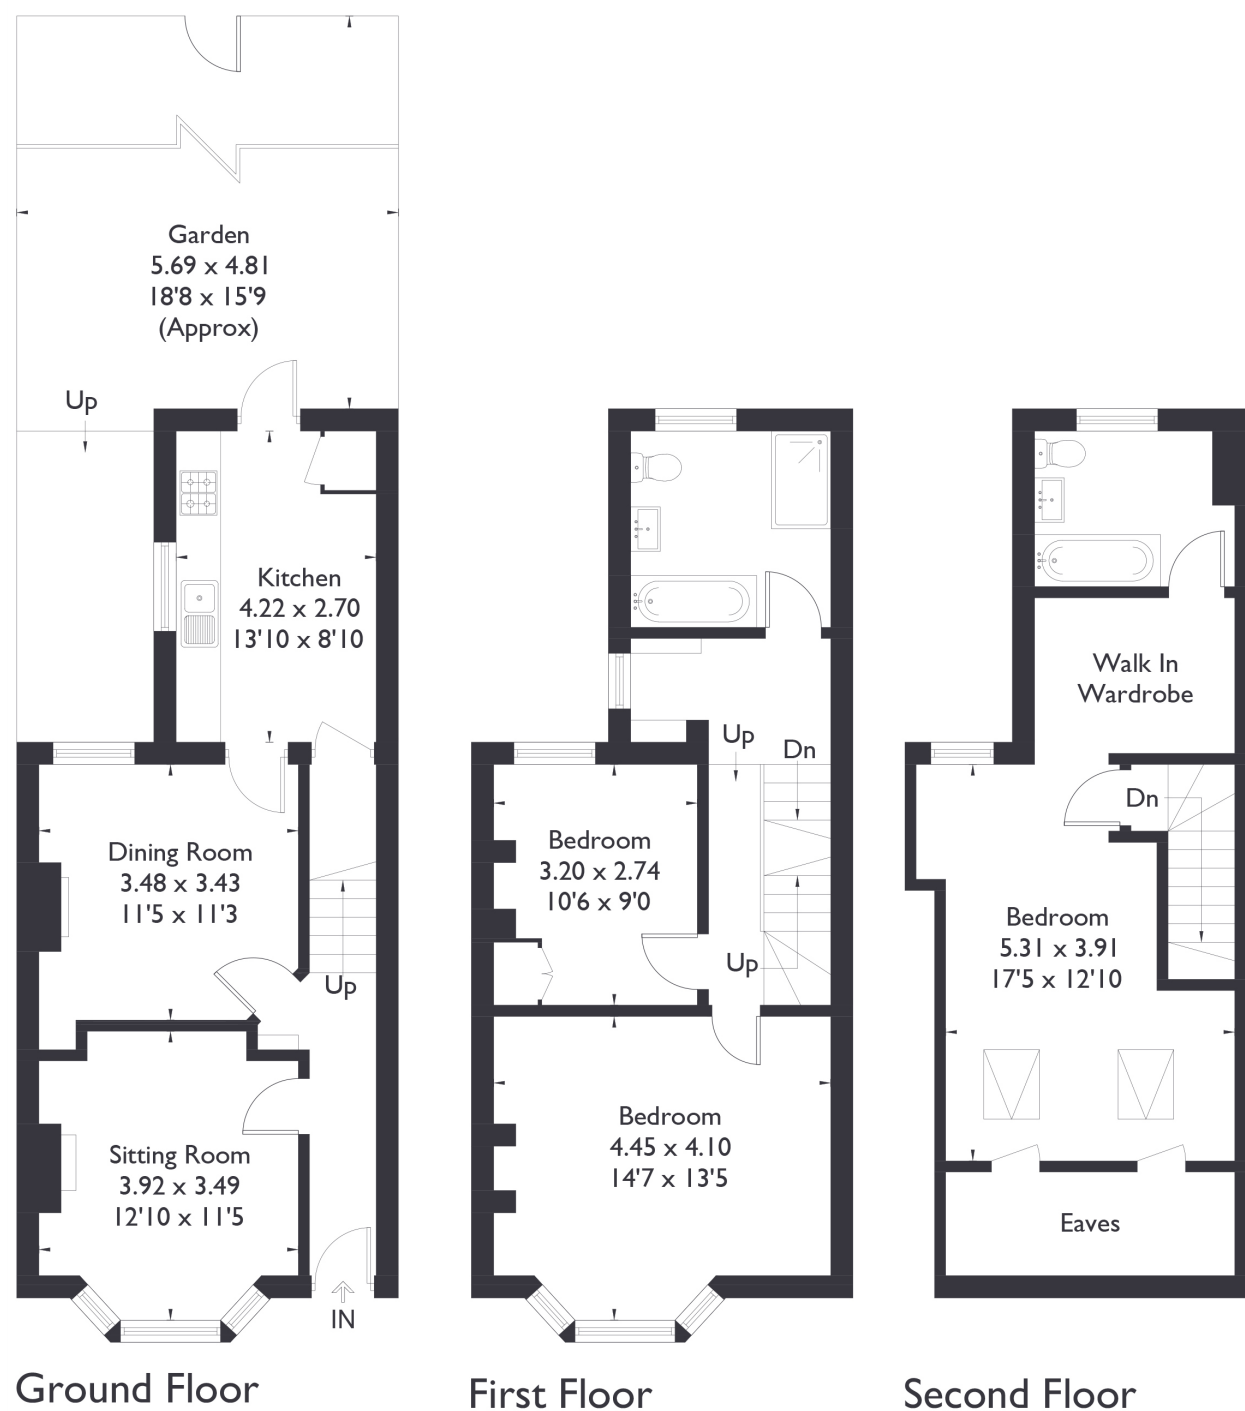 Garden
5.69 x 4.81
18'8 x 15'9
(Approx)
Up
Kitchen
4.22 x 2.70
13'10 x 8'10
Dining Room
3.48 x 3.43
11'5 x 11'3
Up
Sitting Room
3.92 x 3.49
12'10 x 11'5
IN
Ground Floor
Up
Dn
Bedroom
3.20 x 2.74
10'6 x 9'0
Up
Bedroom
4.45 x 4.10
14'7 x 13'5
First Floor
Walk In
Wardrobe
Dn
Bedroom
5.31 x 3.91
17'5 x 12'10
Eaves
Second Floor